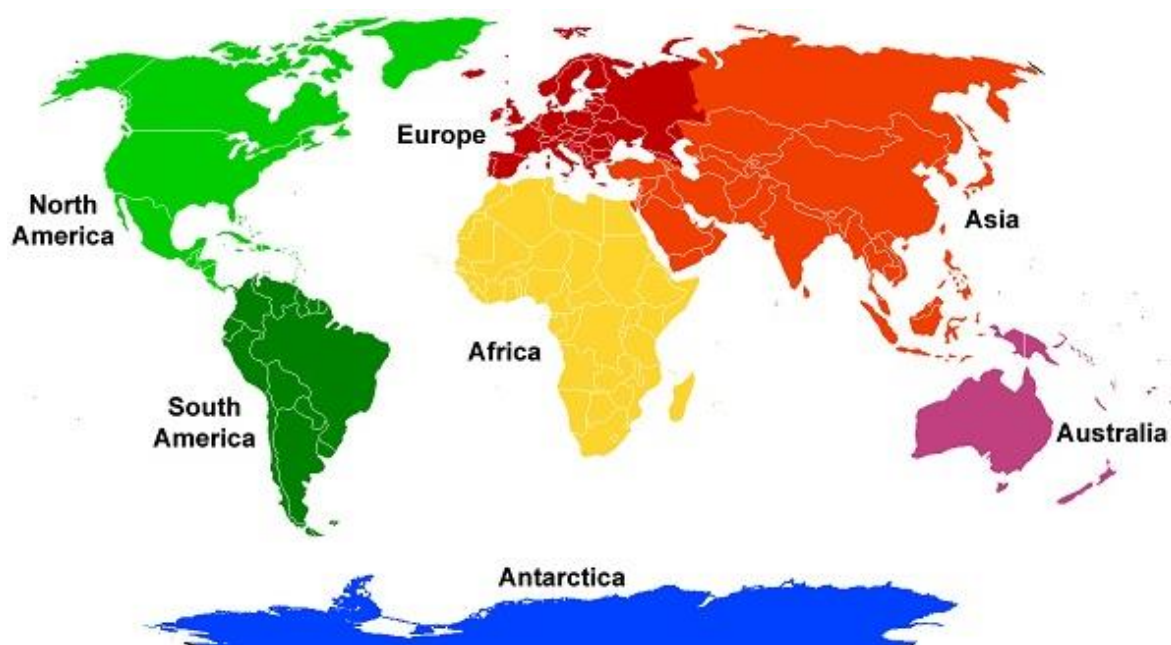 Europe
North
America
Asia
Africa
South
America
Australia
Antarctica